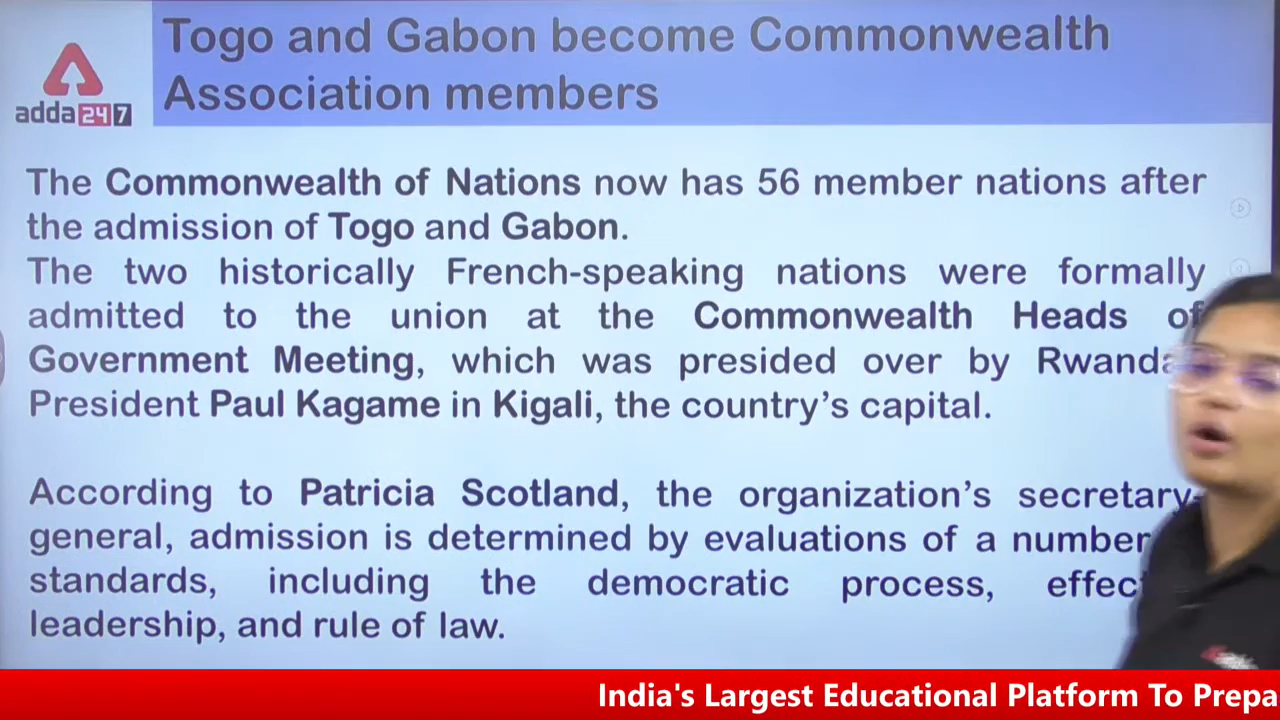 Togo and Gabon become Commonwealth
Association members
adda247
The Commonwealth of Nations now has 56 member nations after
the admission of Togo and Gabon.
The two historically French-speaking nations were formally
admitted to the union at the Commonwealth Heads of
Government Meeting, which was presided over by Rwanda
President Paul Kagame in Kigali, the country's capital.
According to Patricia Scotland, the organization's secretary-
general, admission is determined by evaluations of a number
standards, including the democratic process,
leadership, and rule of law.
India's Largest Educational Platform To Prepa